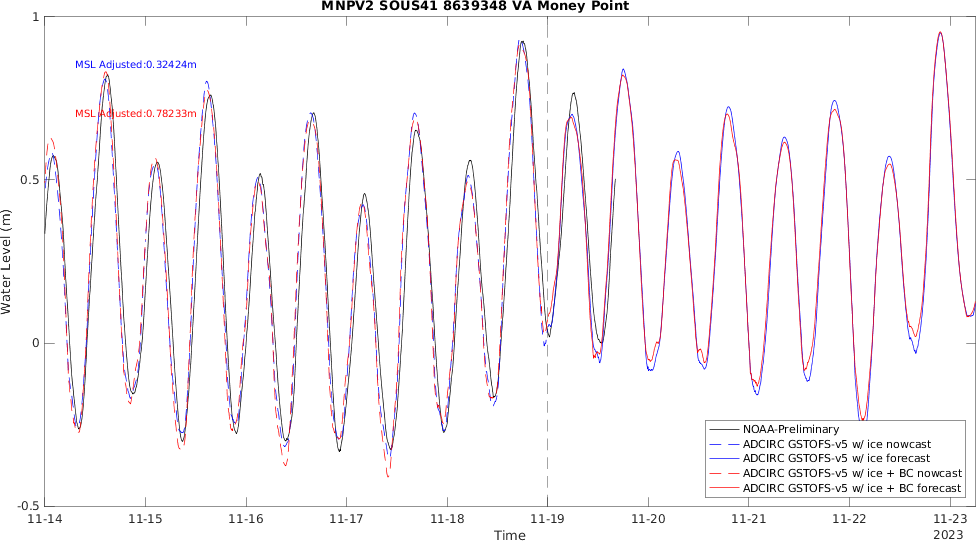 MNPV2 SOUS41 8639348 VA Money Point
MSL Adjusted:0.32424m
MSL Adjusted:0.78233m
Water Level (m)
1
0.5
0
-0.5
11-14 11-15 11-16 11-17 11-18 11-19 11-20 11-21 11-22 11-23
Time
2023
NOAA-Preliminary
ADCIRC GSTOFS-v5 w/ ice nowcast
ADCIRC GSTOFS-v5 w/ ice forecast
ADCIRC GSTOFS-v5 w/ ice + BC nowcast
ADCIRC GSTOFS-v5 w/ ice + BC forecast